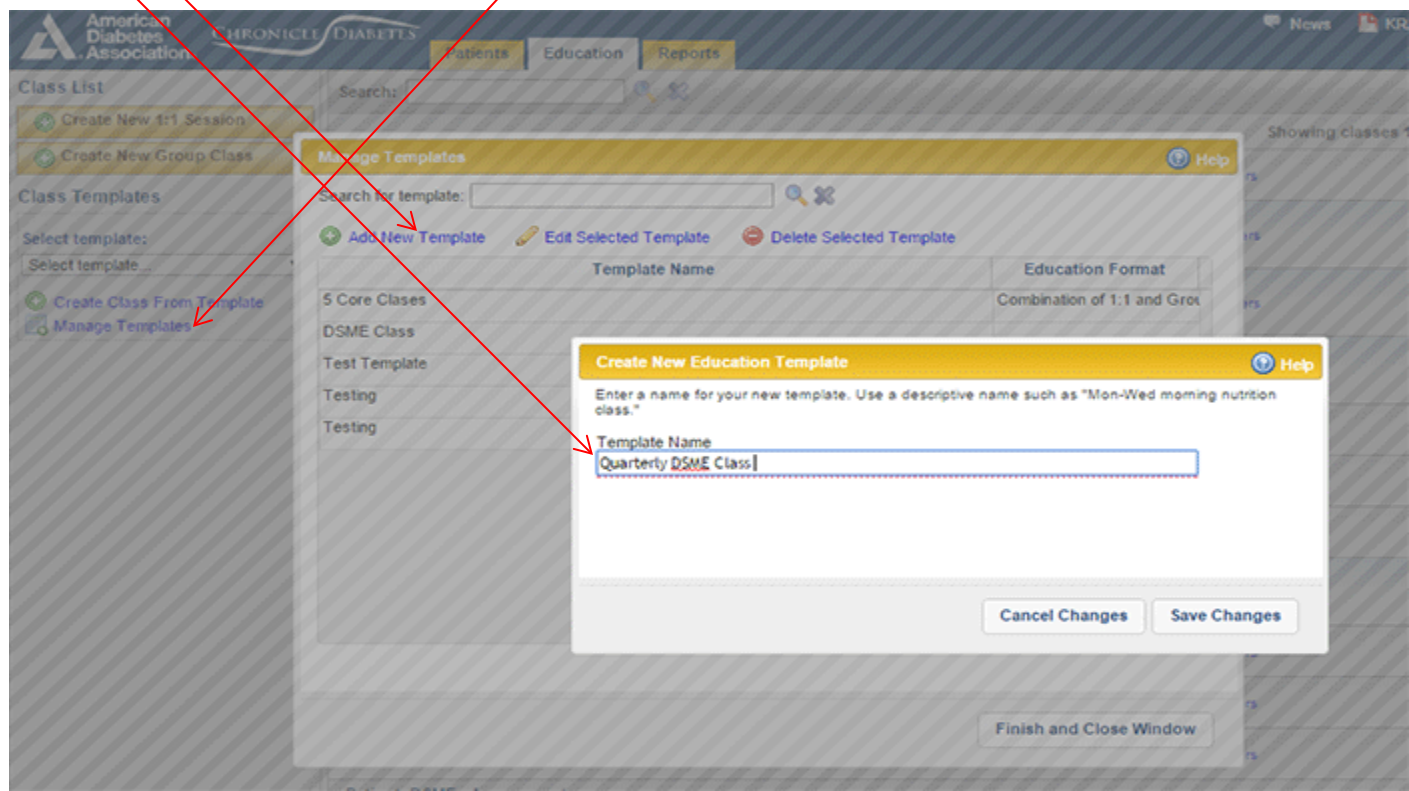 American
Diabetes
Association.
CHRONICLE DIABETES
Patients
Education
Reports
News
KR
Class List
Search:
Create New 1:1 Session
Showing classes
Create New Group Class
Manage Templates
Help
Class Templates
Search for template:
Select template:
Add New Template
Edit Selected Template
Delete Selected Template
Select template...
Template Name
Education Format
Create Class From Template
5 Core Clases
Combination of 1:1 and Grou
Manage Templates
DSME Class
Test Template
Create New Education Template
Help
Testing
Enter a name for your new template. Use a descriptive name such as "Mon-Wed morning nutrition
class."
Testing
Template Name
Quarterly DSME Class
Cancel Changes
Save Changes
Finish and Close Window